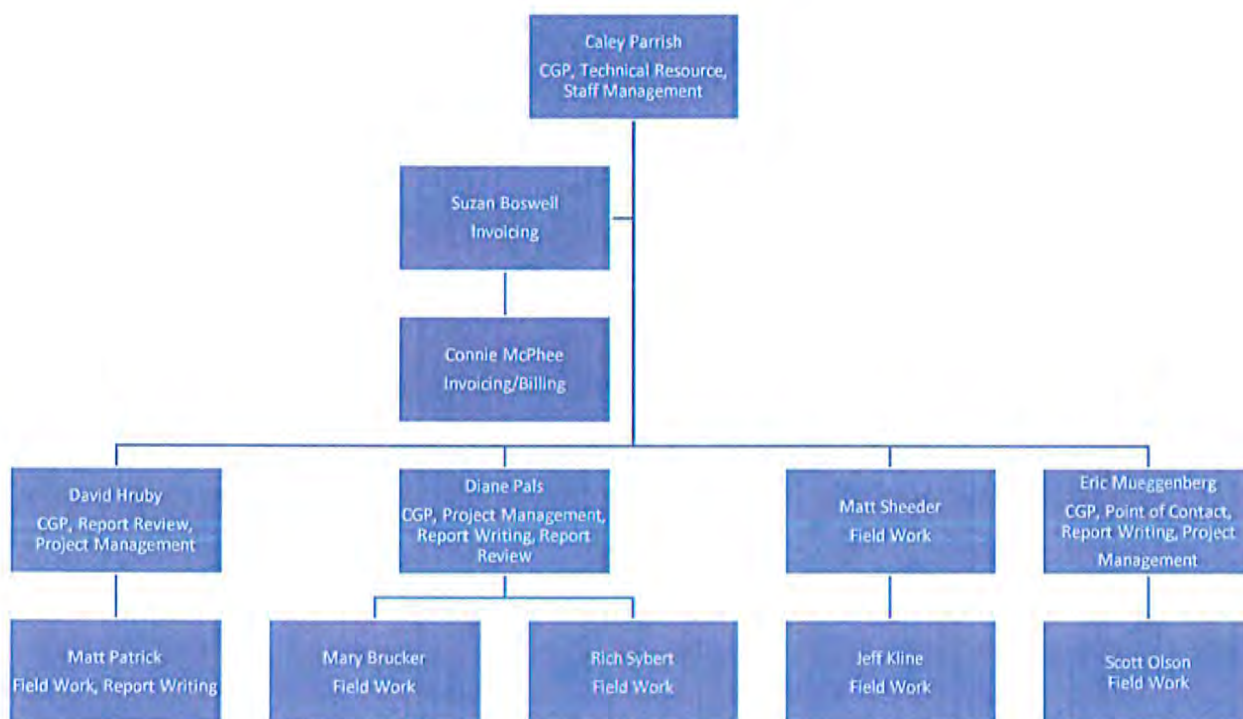 Caley Parrish
CGP, Technical Resource,
Staff Management
Suzan Boswell
Invoicing
Connie McPhee
Invoicing/Billing
David Hruby
CGP, Report Review,
Project Management
Diane Pals
CGP, Project Management,
Report Writing, Report
Review
Matt Sheeder
Field Work
Eric Mueggenberg
CGP, Point of Contact,
Report Writing, Project
Management
Matt Patrick
Field Work, Report Writing
Mary Brucker
Field Work
Rich Sybert
Field Work
Jeff Kline
Field Work
Scott Olson
Field Work